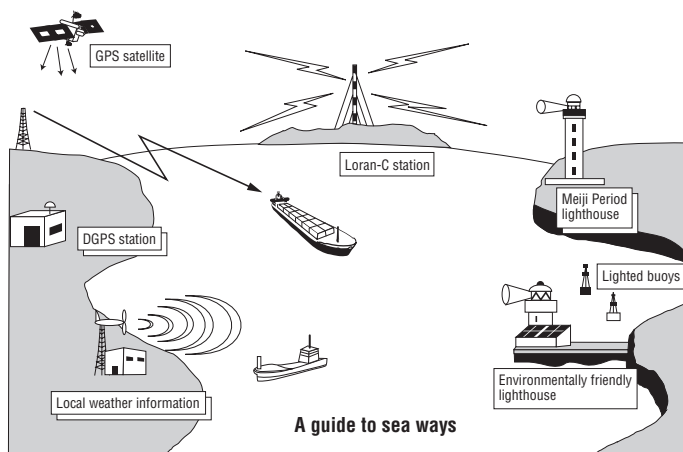 GPS satellite
Loran-C station
Meiji Period
lighthouse
DGPS station
Lighted buoys
Environmentally friendly
lighthouse
Local weather information
A guide to sea ways